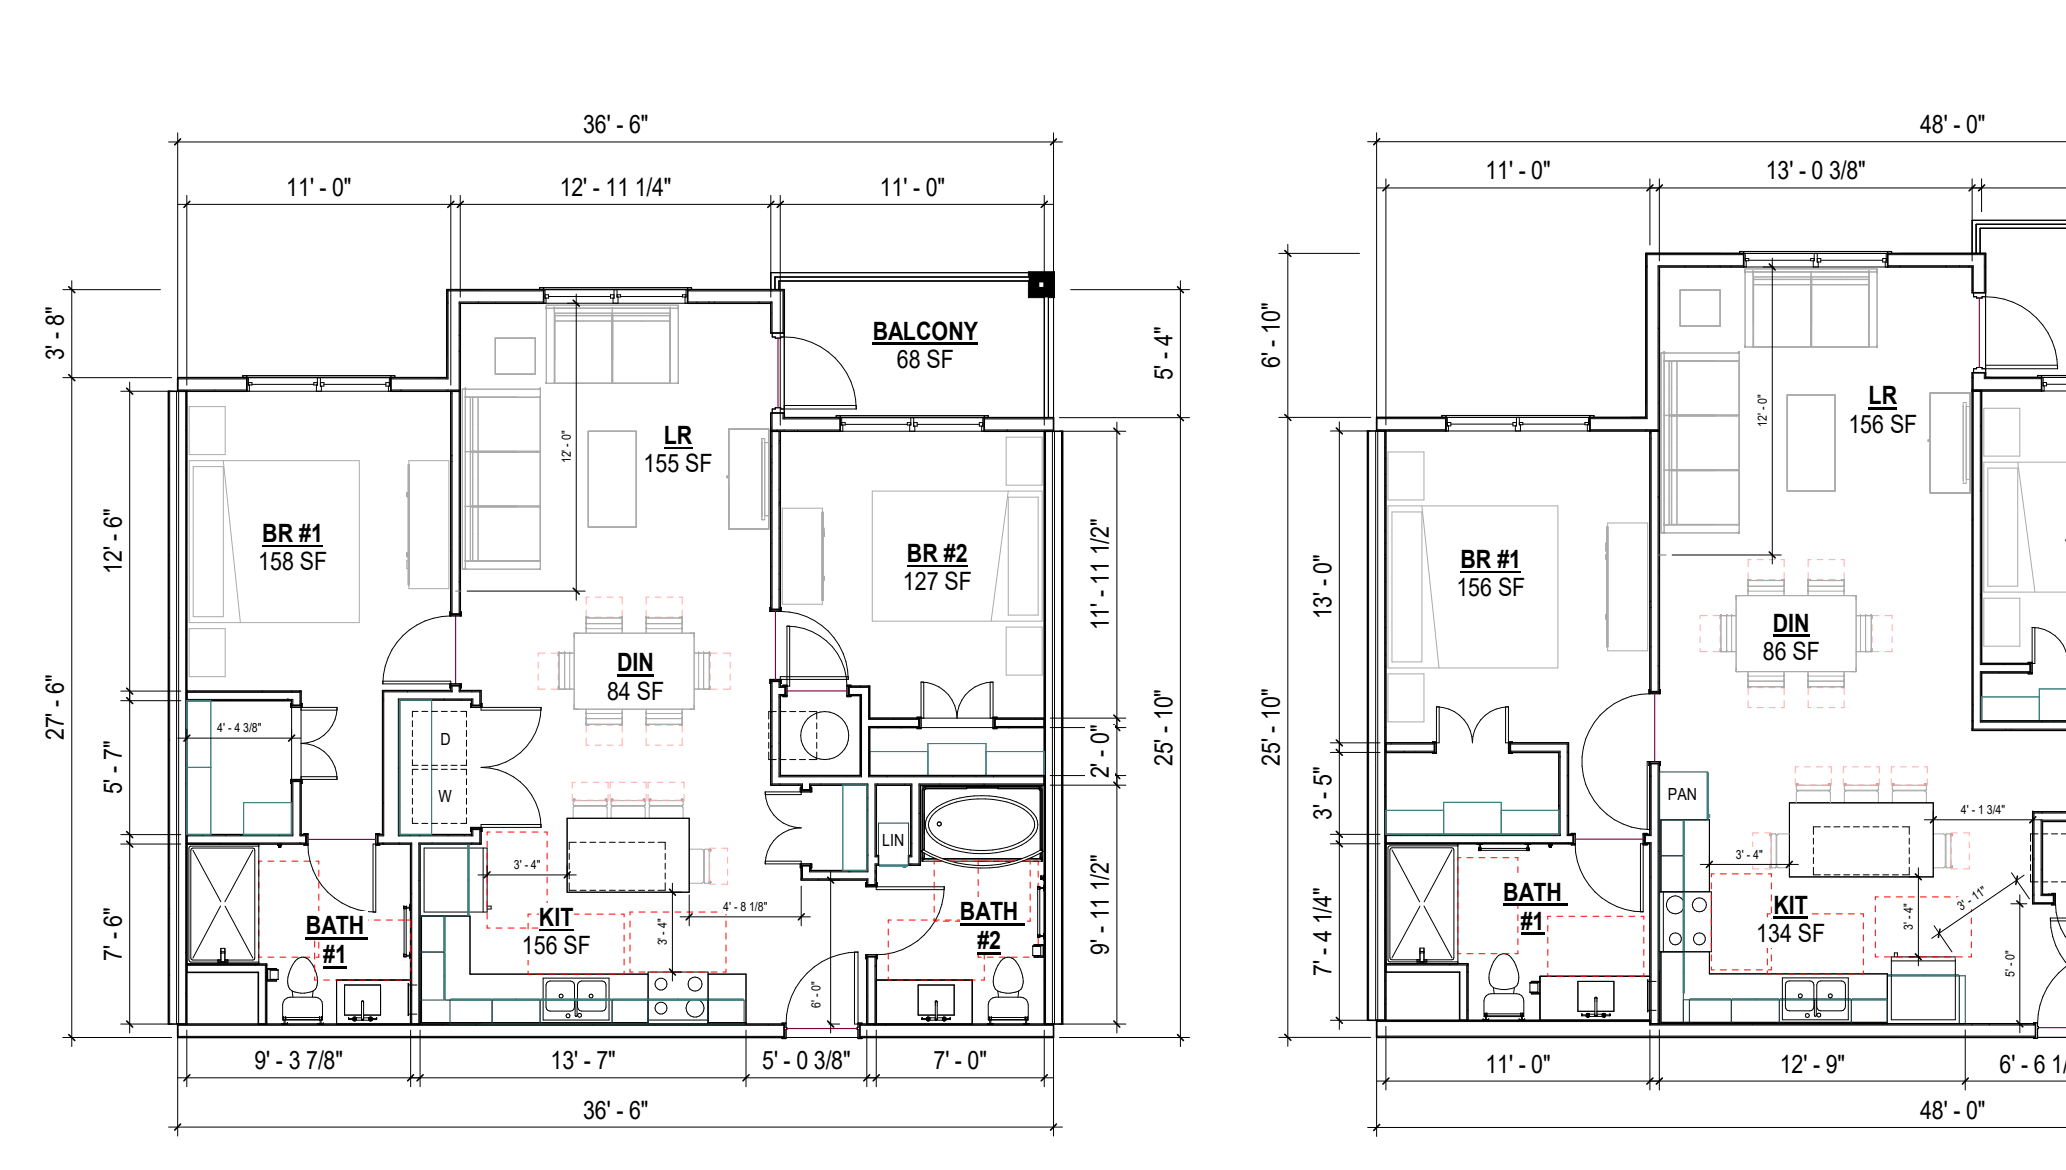 36' - 6"
11' - 0"
12' - 11 1/4"
11' - 0"
3' - 8"
27' - 6"
12' - 6"
5' - 7"
7' - 6"
BALCONY
68 SF
5' - 4"
25' - 10"
LR
155 SF
12' - 0"
BR #1
158 SF
BR #2
127 SF
11' - 11 1/2"
2' - 0"
9' - 11 1/2"
DIN
84 SF
4' - 4 3/8"
D
W
LIN
3' - 4"
KIT
156 SF
4' - 8 1/8"
3' - 4"
BATH
#1
BATH
#2
6' - 0"
9' - 3 7/8"
13' - 7"
5' - 0 3/8"
7' - 0"
36' - 6"
48' - 0"
11' - 0"
13' - 0 3/8"
6' - 10"
25' - 10"
13' - 0"
3' - 5"
7' - 4 1/4"
LR
156 SF
12' - 0"
BR #1
156 SF
DIN
86 SF
PAN
4' - 1 3/4"
3' - 4"
KIT
134 SF
3' - 4"
3' - 11"
5' - 0"
BATH
#1
11' - 0"
12' - 9"
6' - 6 1/
48' - 0"